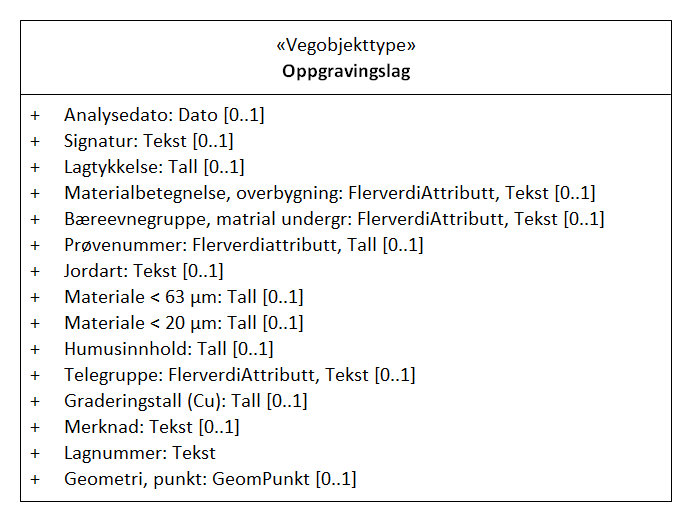 «Vegobjekttype»
Oppgravingslag
+ Analysedato: Dato [0..1]
+ Signatur: Tekst [0..1]
+ Lagtykkelse: Tall [0..1]
+ Materialbetegnelse, overbygning: FlerverdiAttributt, Tekst [0..1]
+ Bæreevnegruppe, matrial undergr: FlerverdiAttributt, Tekst [0..1]
+ Prøvenummer: Flerverdiattributt, Tall [0..1]
+ Jordart: Tekst [0..1]
+ Materiale < 63 µm: Tall [0..1]
+ Materiale < 20 µm: Tall [0..1]
+ Humusinnhold: Tall [0..1]
+ Telegruppe: FlerverdiAttributt, Tekst [0..1]
+ Graderingstall (Cu): Tall [0..1]
+ Merknad: Tekst [0..1]
+ Lagnummer: Tekst
+ Geometri, punkt: GeomPunkt [0..1]